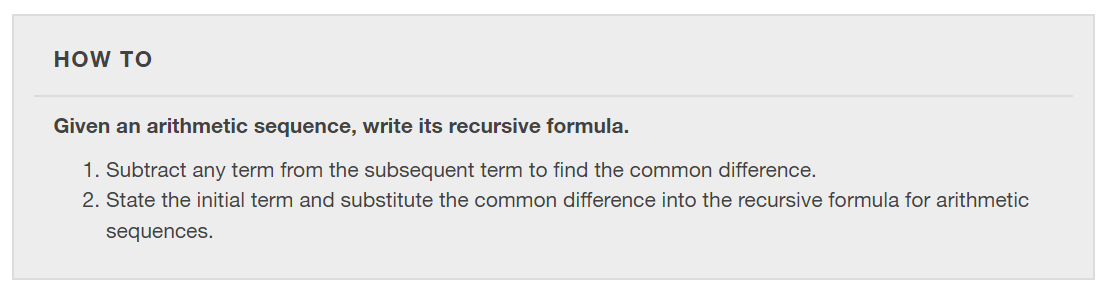 HOW TO
Given an arithmetic sequence, write its recursive formula.
1. Subtract any term from the subsequent term to find the common difference.
2. State the initial term and substitute the common difference into the recursive formula for arithmetic
sequences.